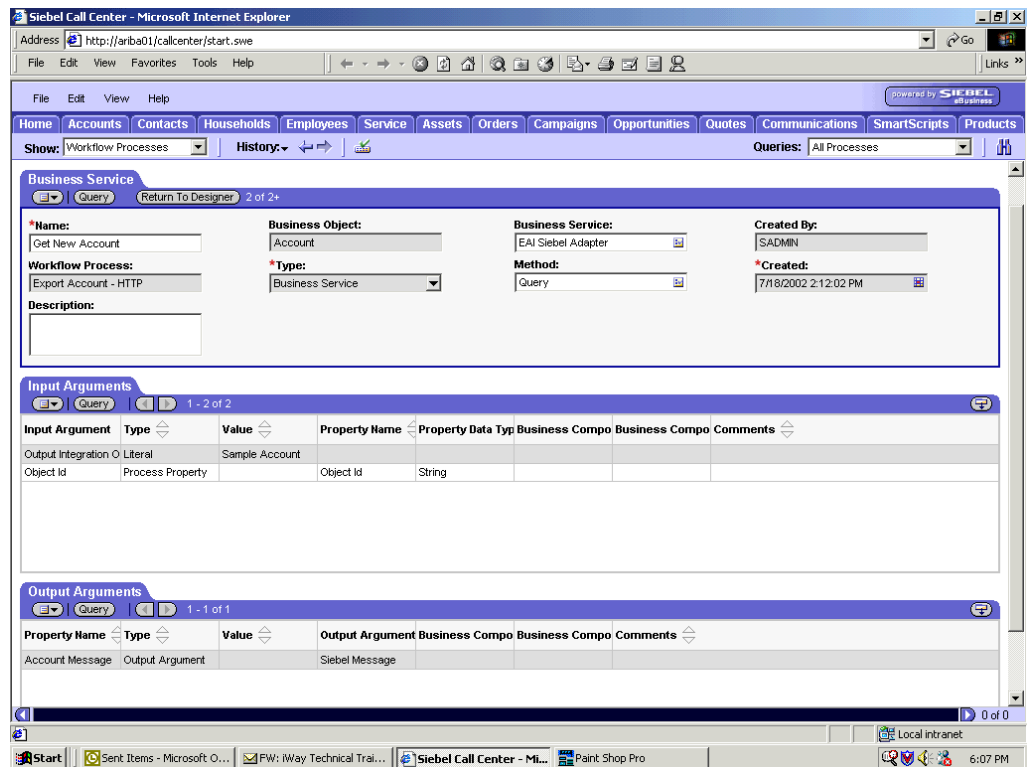 Siebel Call Center - Microsoft Internet Explorer
Address http://ariba01/callcenter/start.swe Go
File Edit View Favorites Tools Help Links »
File Edit View Help powered by SIEBEL eBusiness
Home Accounts Contacts Households Employees Service Assets Orders Campaigns Opportunities Quotes Communications SmartScripts Products
Show: Workflow Processes History: Queries: All Processes
Business Service
Query Return To Designer 2 of 2+
*Name: Business Object: Business Service: Created By:
Get New Account Account EAI Siebel Adapter SADMIN
Workflow Process: *Type: Method: *Created:
Export Account - HTTP Business Service Query 7/18/2002 2:12:02 PM
Description:
Input Arguments
Query 1 - 2 of 2
Input Argument Type Value Property Name Property Data Typ Business Compo Business Compo Comments
Output Integration O Literal Sample Account
Object Id Process Property Object Id String
Output Arguments
Query 1 - 1 of 1
Property Name Type Value Output Argument Business Compo Business Compo Comments
Account Message Output Argument Siebel Message
0 of 0
Local intranet
Start Sent Items - Microsoft O... FW: iWay Technical Trai... Siebel Call Center - Mi... Paint Shop Pro 6:07 PM